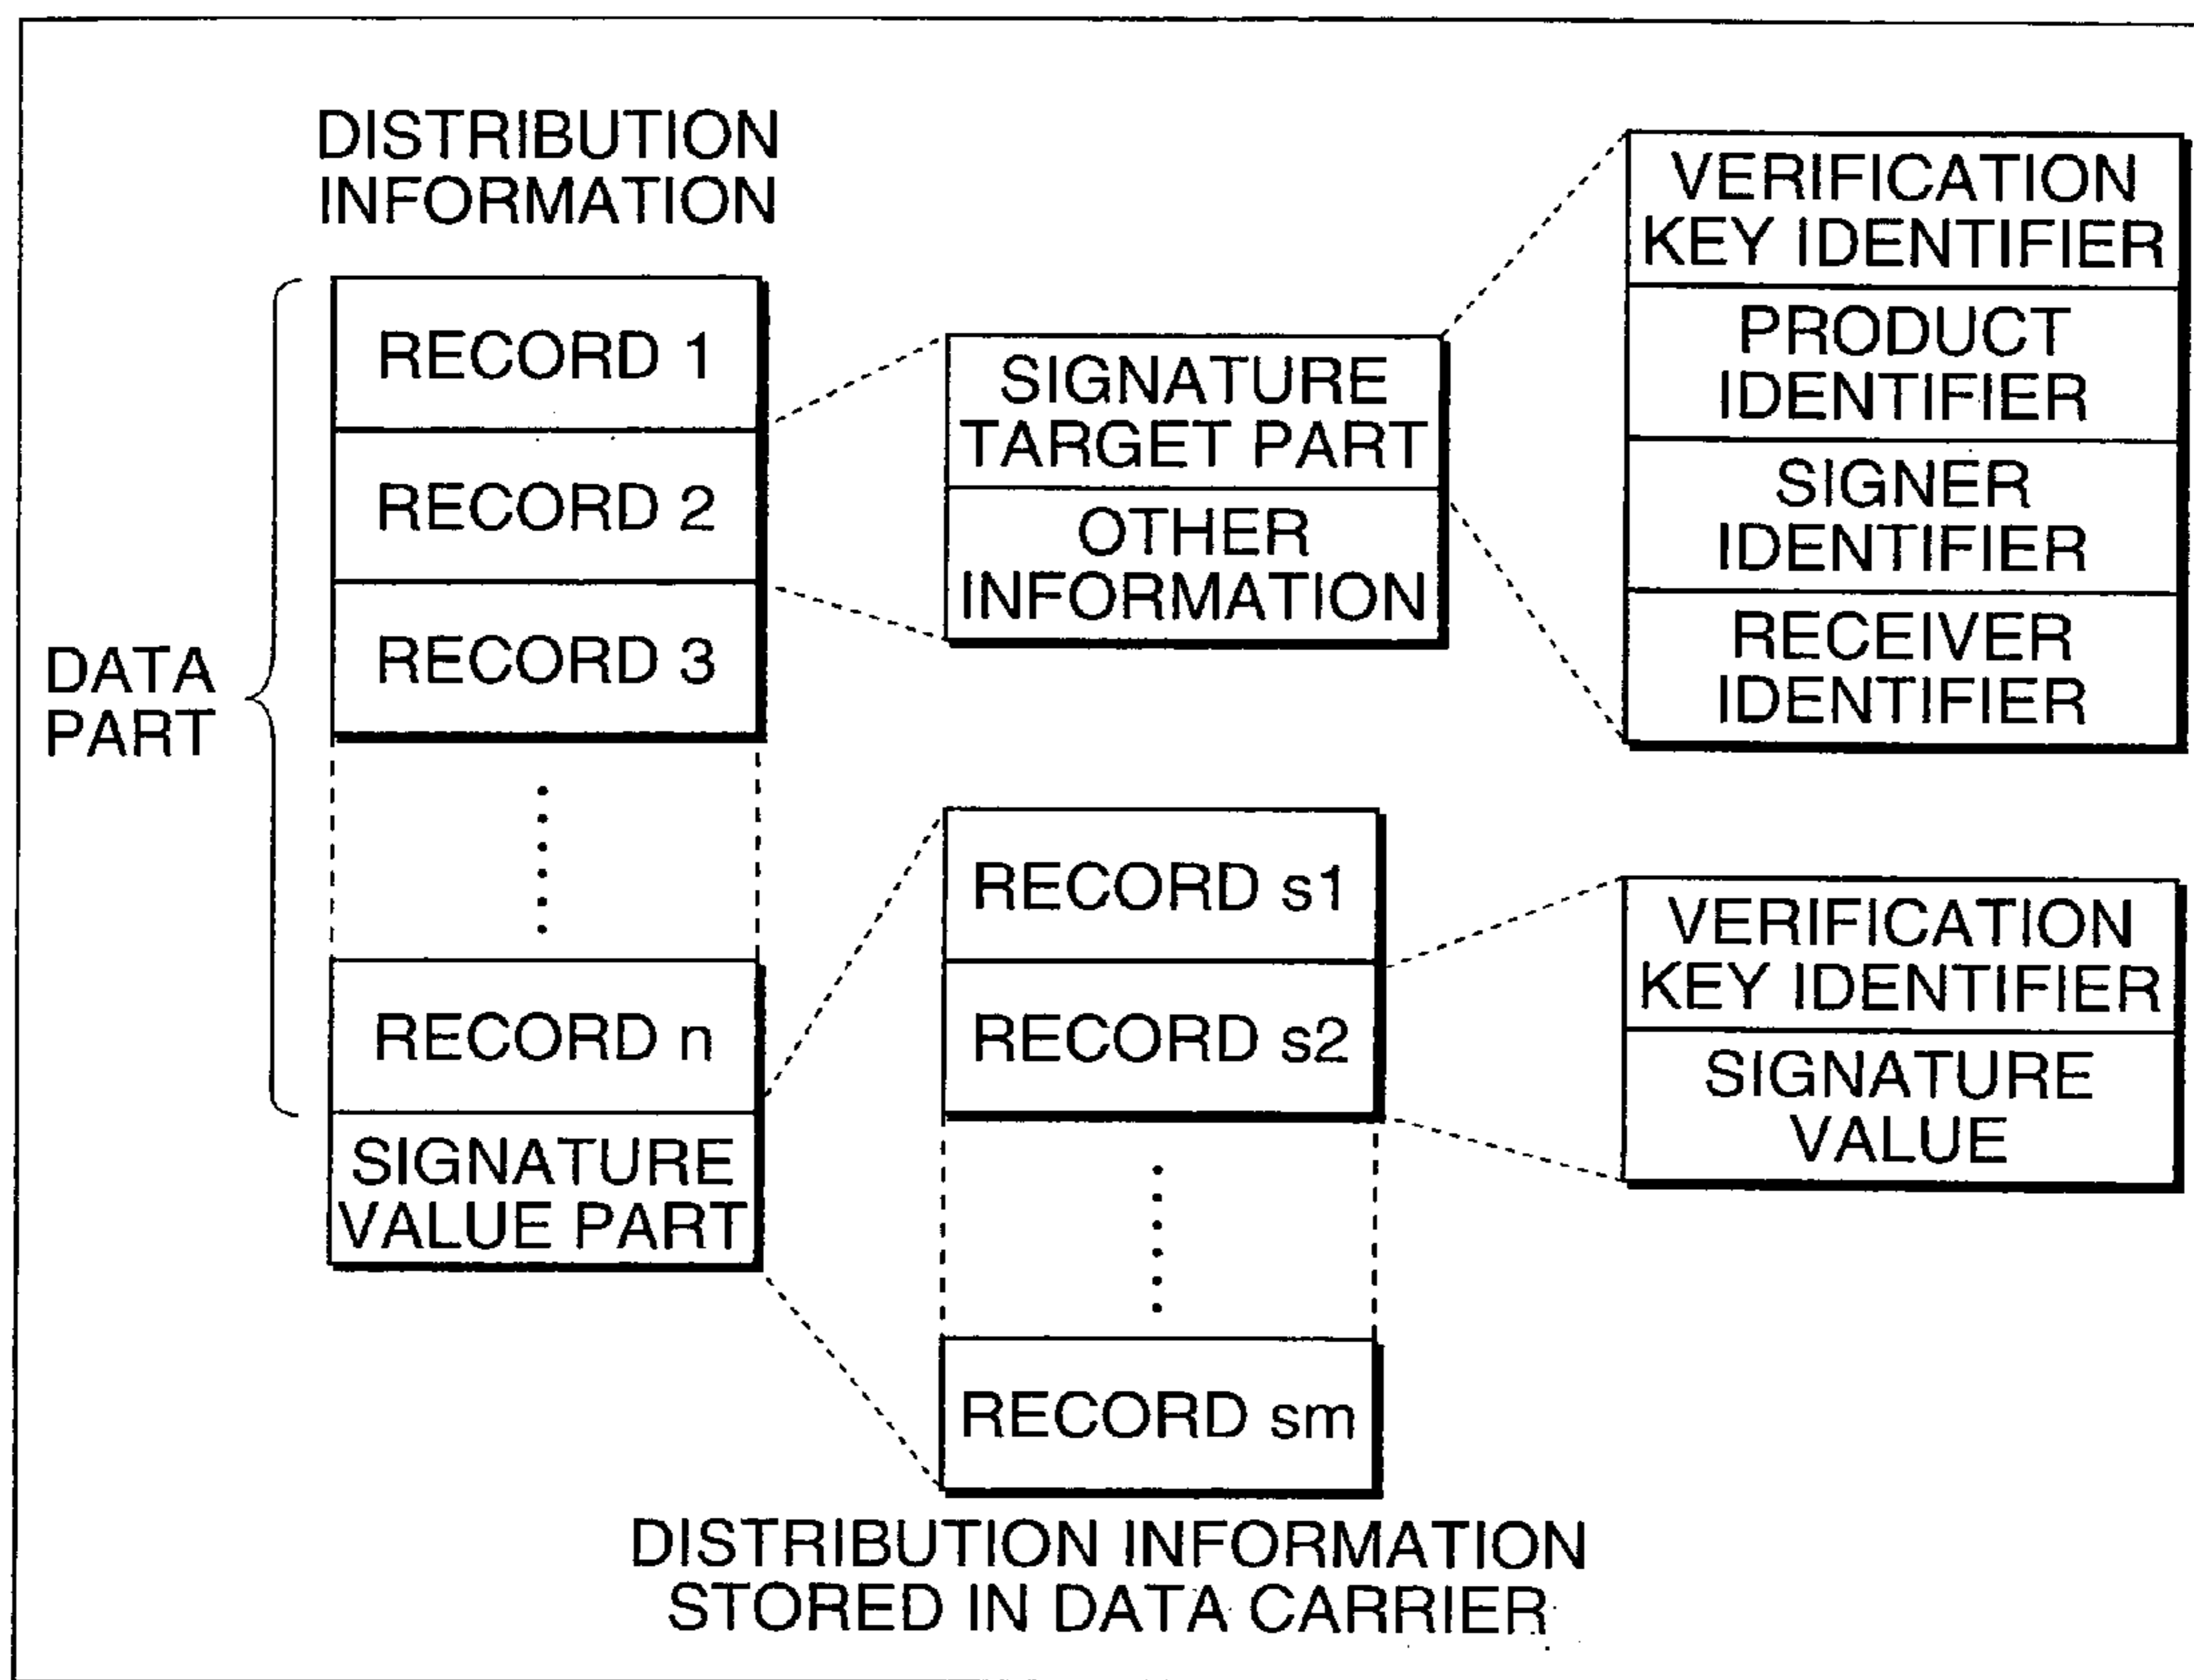 DISTRIBUTION
INFORMATION
DATA
PART
RECORD 1
RECORD 2
RECORD 3
RECORD n
SIGNATURE
VALUE PART
SIGNATURE
TARGET PART
OTHER
INFORMATION
VERIFICATION
KEY IDENTIFIER
PRODUCT
IDENTIFIER
SIGNER
IDENTIFIER
RECEIVER
IDENTIFIER
RECORD s1
RECORD s2
RECORD sm
VERIFICATION
KEY IDENTIFIER
SIGNATURE
VALUE
DISTRIBUTION INFORMATION
STORED IN DATA CARRIER